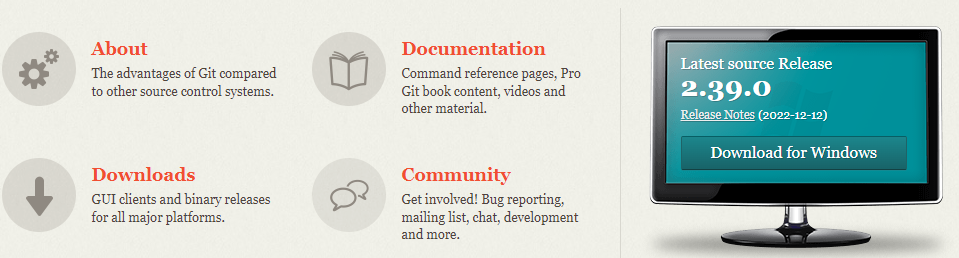 About
The advantages of Git compared
to other source control systems.
Documentation
Command reference pages, Pro
Git book content, videos and
other material.
Downloads
GUI clients and binary releases
for all major platforms.
Community
Get involved! Bug reporting,
mailing list, chat, development
and more.
Latest source Release
2.39.0
Release Notes (2022-12-12)
Download for Windows